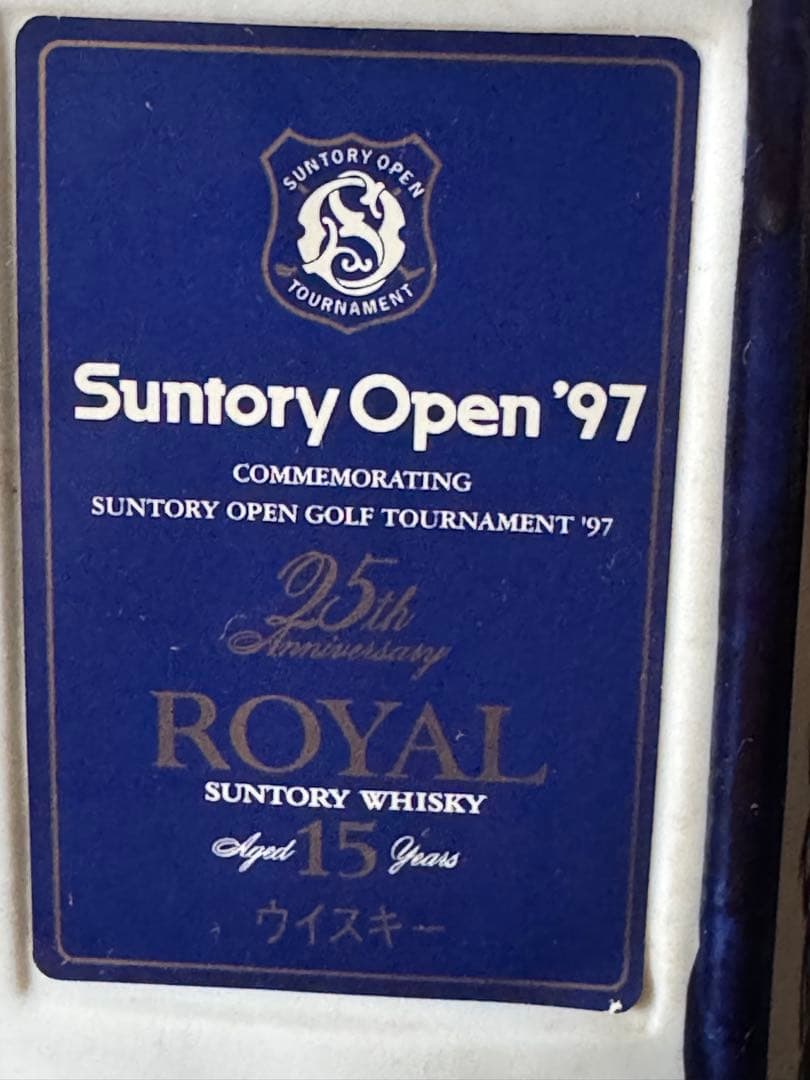 SUNTORY OPEN
TOURNAMENT
Suntory Open '97
COMMEMORATING
SUNTORY OPEN GOLF TOURNAMENT '97
25th
Anniversary
ROYAL
SUNTORY WHISKY
Aged 15 Years
ウイスキー